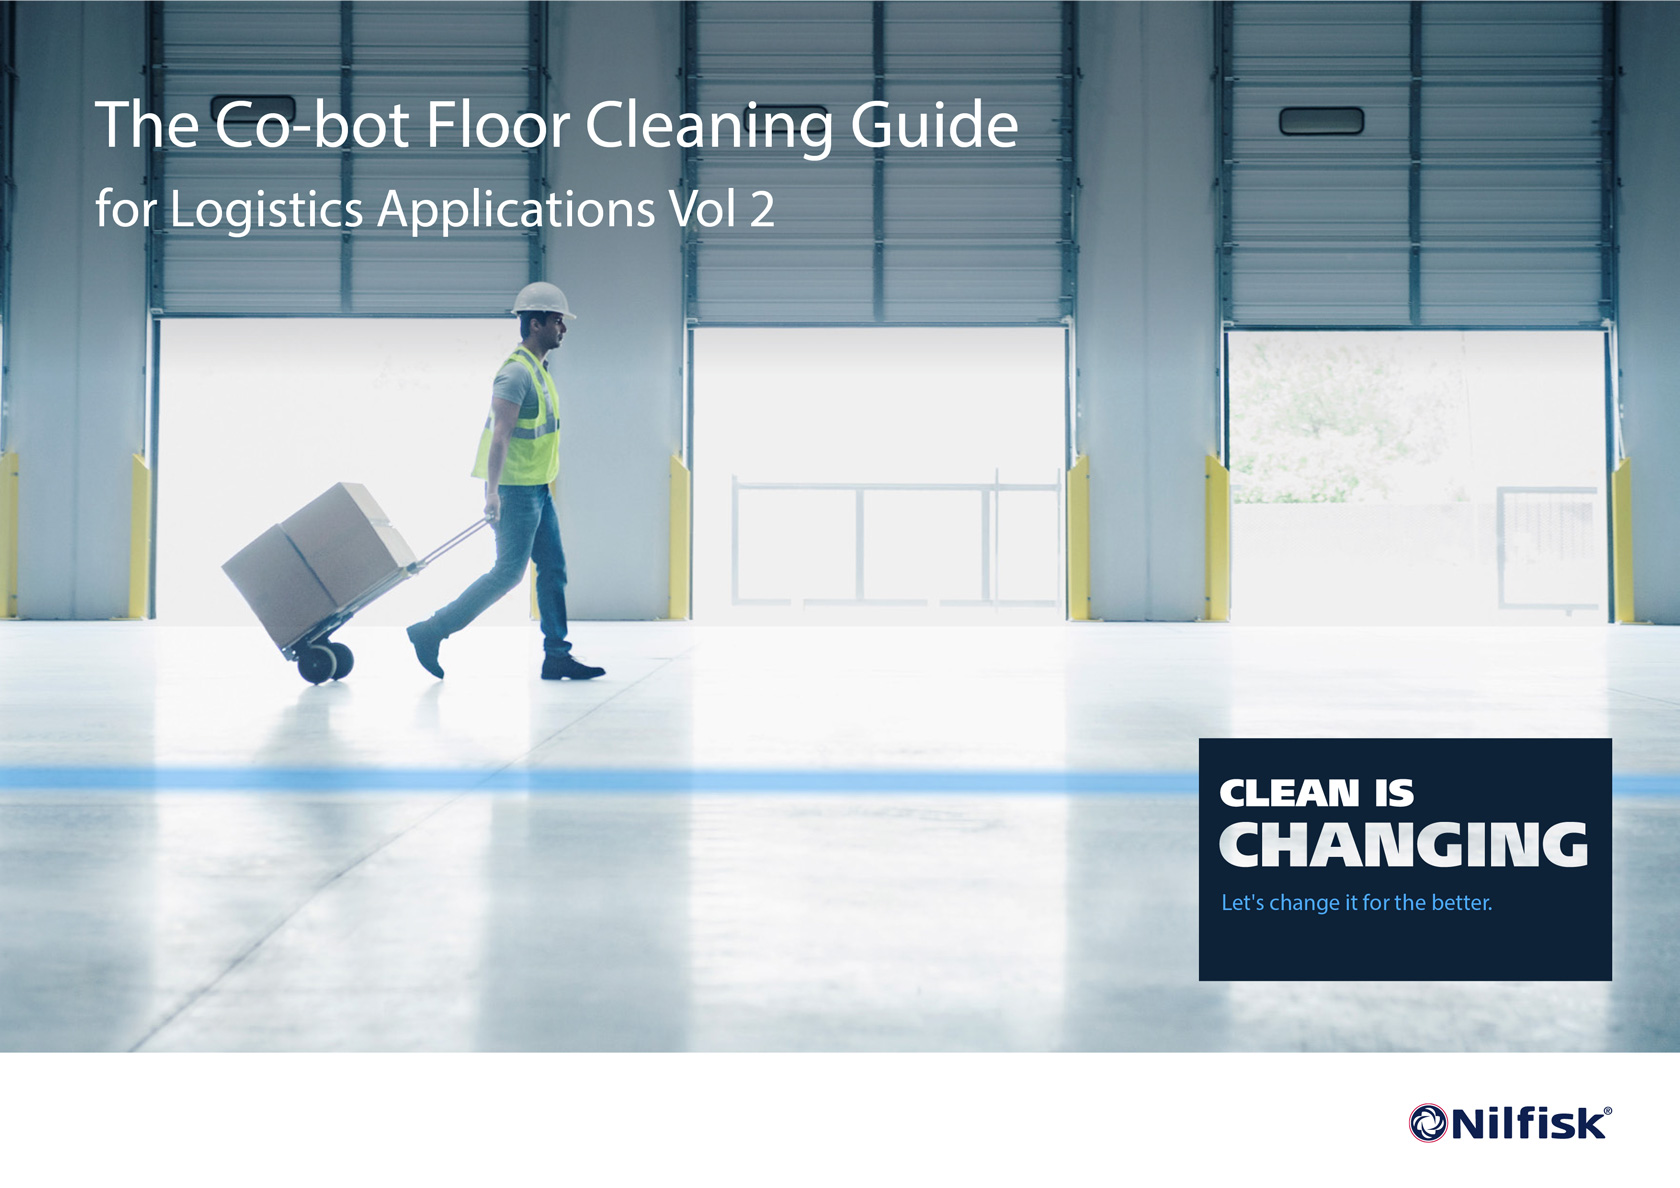 The Co-bot Floor Cleaning Guide
for Logistics Applications Vol 2
CLEAN IS
CHANGING
Let's change it for the better.
Nilfisk®